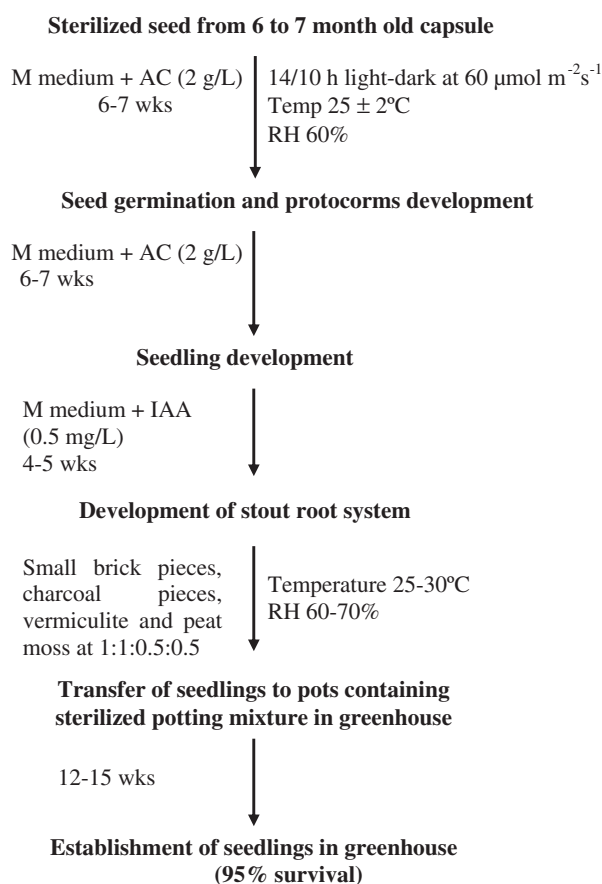 Sterilized seed from 6 to 7 month old capsule
M medium + AC (2 g/L)
6-7 wks
14/10 h light-dark at 60 µmol m⁻²s⁻¹
Temp 25 ± 2ºC
RH 60%
Seed germination and protocorms development
M medium + AC (2 g/L)
6-7 wks
Seedling development
M medium + IAA
(0.5 mg/L)
4-5 wks
Development of stout root system
Small brick pieces,
charcoal pieces,
vermiculite and peat
moss at 1:1:0.5:0.5
Temperature 25-30ºC
RH 60-70%
Transfer of seedlings to pots containing
sterilized potting mixture in greenhouse
12-15 wks
Establishment of seedlings in greenhouse
(95% survival)